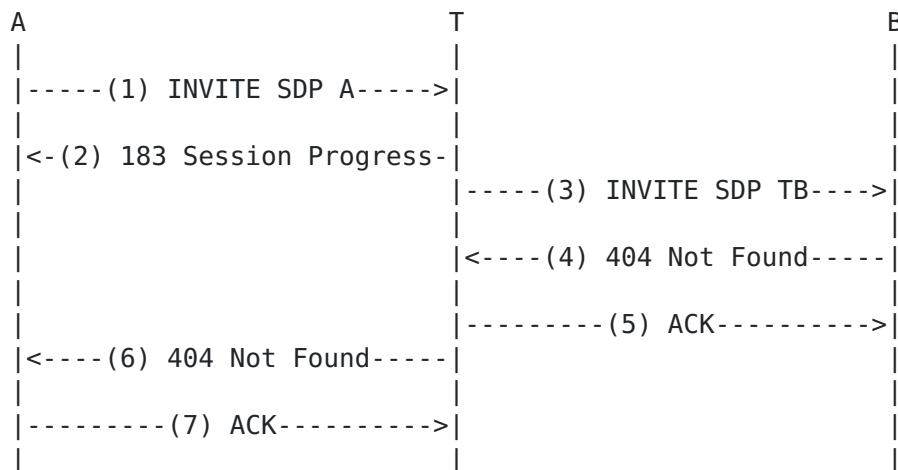 A T B
(1) INVITE SDP A
(2) 183 Session Progress
(3) INVITE SDP TB
(4) 404 Not Found
(5) ACK
(6) 404 Not Found
(7) ACK